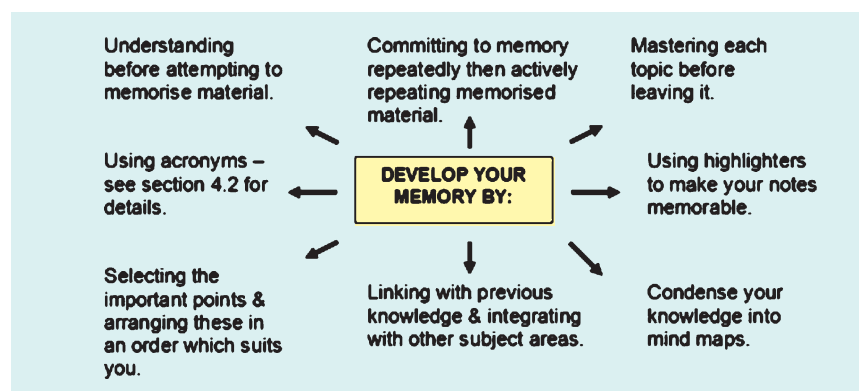 Understanding
before attempting to
memorise material.
Committing to memory
repeatedly then actively
repeating memorised
material.
Mastering each
topic before
leaving it.
Using acronyms –
see section 4.2 for
details.
DEVELOP YOUR
MEMORY BY:
Using highlighters
to make your notes
memorable.
Selecting the
important points &
arranging these in
an order which suits
you.
Linking with previous
knowledge & integrating
with other subject areas.
Condense your
knowledge into
mind maps.